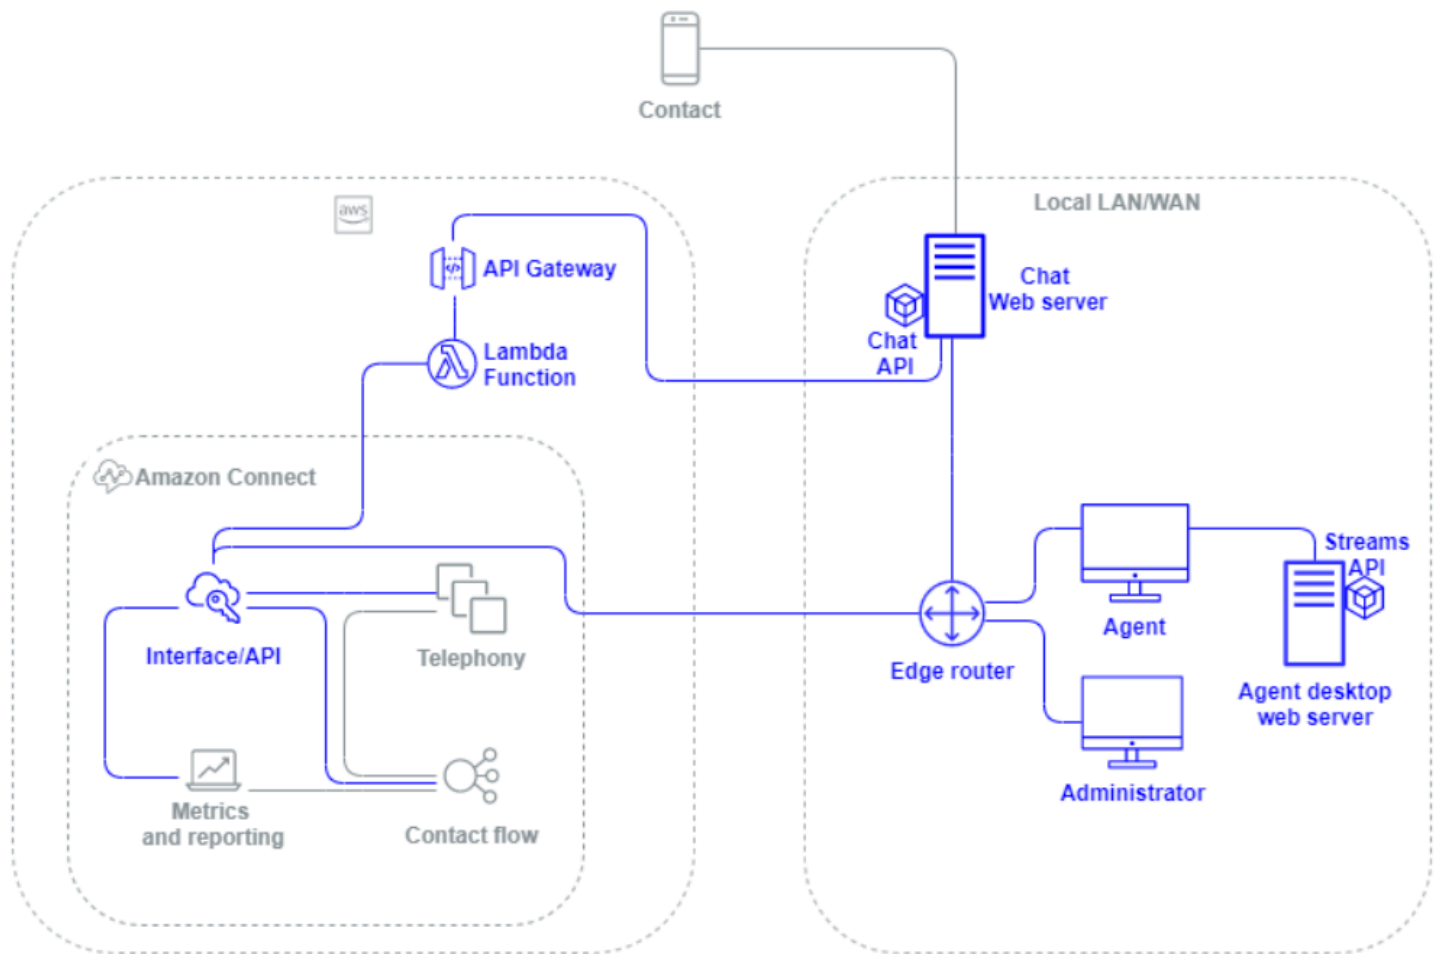 Contact
aws
Local LAN/WAN
API Gateway
Chat
Web server
Chat
API
Lambda
Function
Amazon Connect
Streams
API
Agent
Interface/API
Telephony
Edge router
Agent desktop
web server
Administrator
Metrics
and reporting
Contact flow